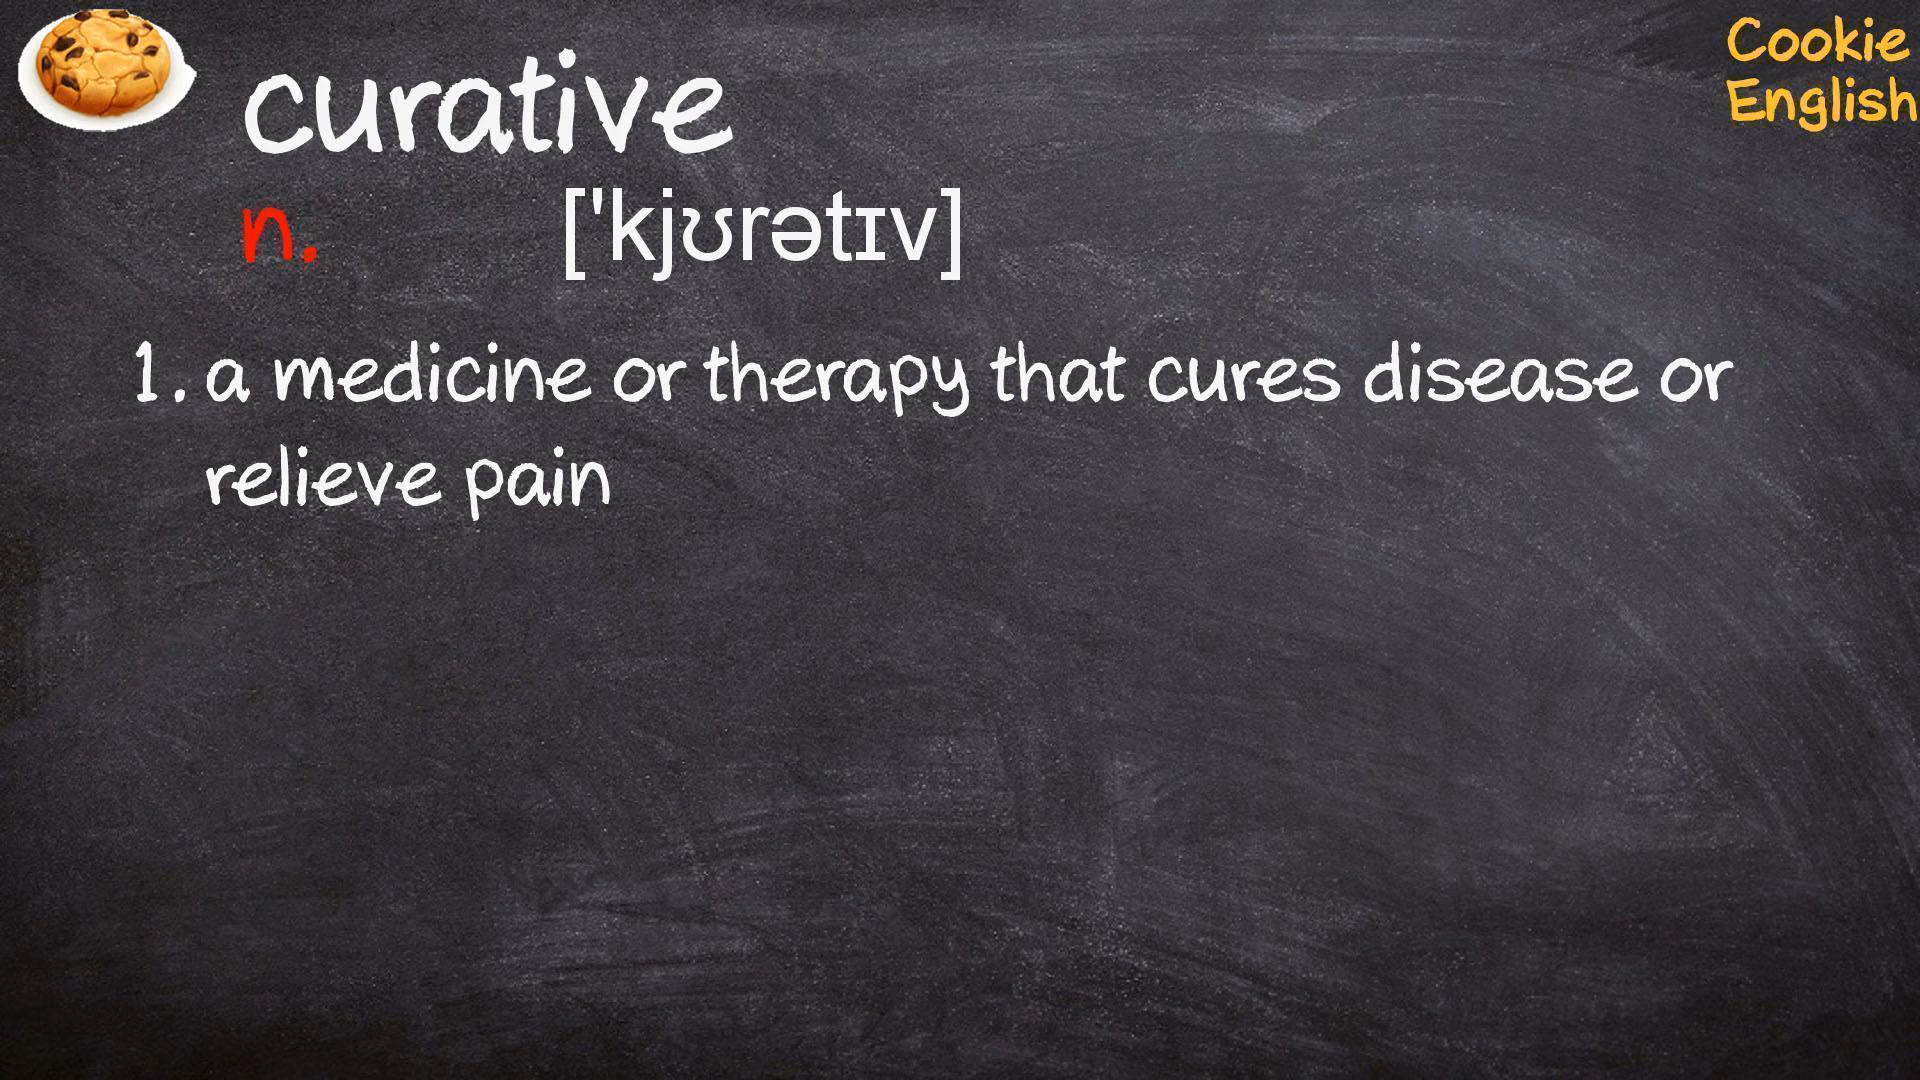 curative
Cookie
English
n. ['kjʊrətɪv]
1. a medicine or therapy that cures disease or
relieve pain